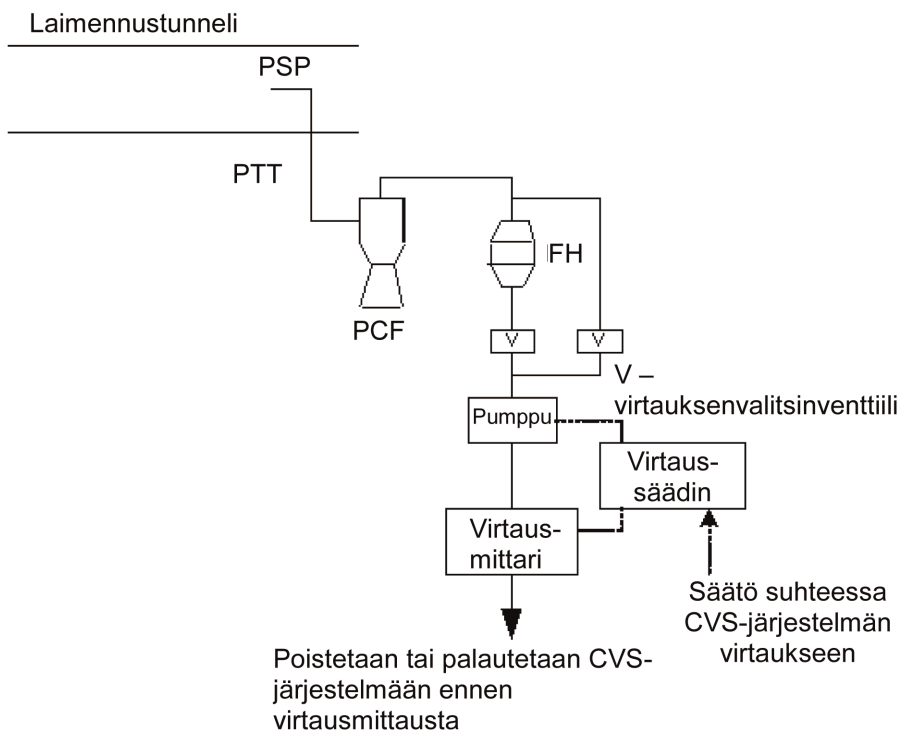 Laimennustunneli
PSP
PTT
FH
PCF
V
V
V –
virtauksenvalitsinventtiili
Pumppu
Virtaus-
säädin
Virtaus-
mittari
Säätö suhteessa
CVS-järjestelmän
virtaukseen
Poistetaan tai palautetaan CVS-
järjestelmään ennen
virtausmittausta